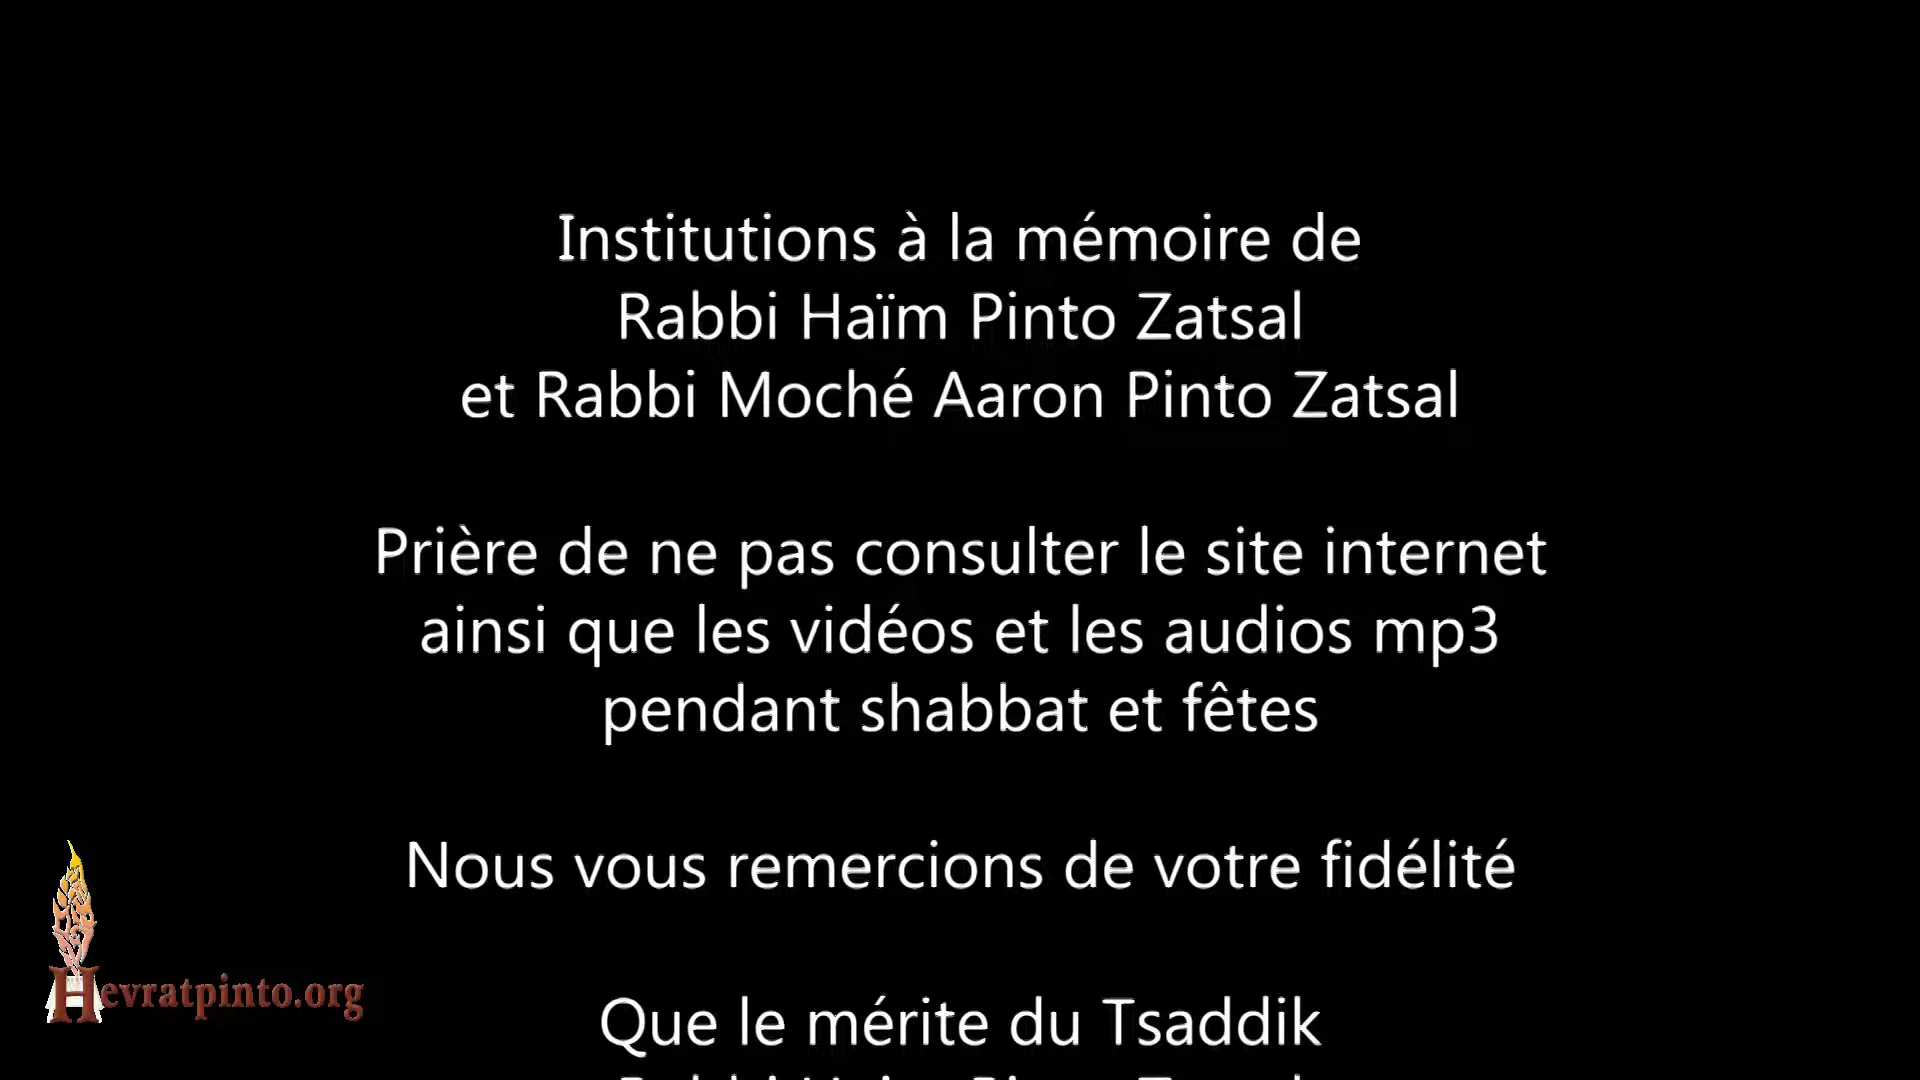 Institutions à la mémoire de
Rabbi Haïm Pinto Zatsal
et Rabbi Moché Aaron Pinto Zatsal
Prière de ne pas consulter le site internet
ainsi que les vidéos et les audios mp3
pendant shabbat et fêtes
Nous vous remercions de votre fidélité
Hevratpinto.org
Que le mérite du Tsaddik